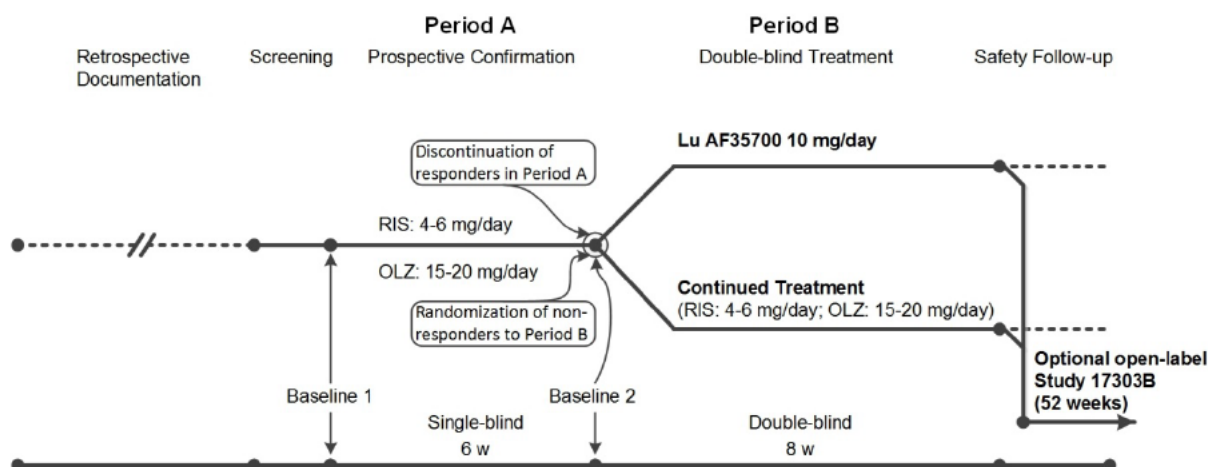 Period A
Period B
Retrospective
Documentation
Screening
Prospective Confirmation
Double-blind Treatment
Safety Follow-up
Lu AF35700 10 mg/day
Discontinuation of
responders in Period A
RIS: 4-6 mg/day
OLZ: 15-20 mg/day
Randomization of non-
responders to Period B
Continued Treatment
(RIS: 4-6 mg/day; OLZ: 15-20 mg/day)
Optional open-label
Study 17303B
(52 weeks)
Baseline 1
Baseline 2
Single-blind
6 w
Double-blind
8 w